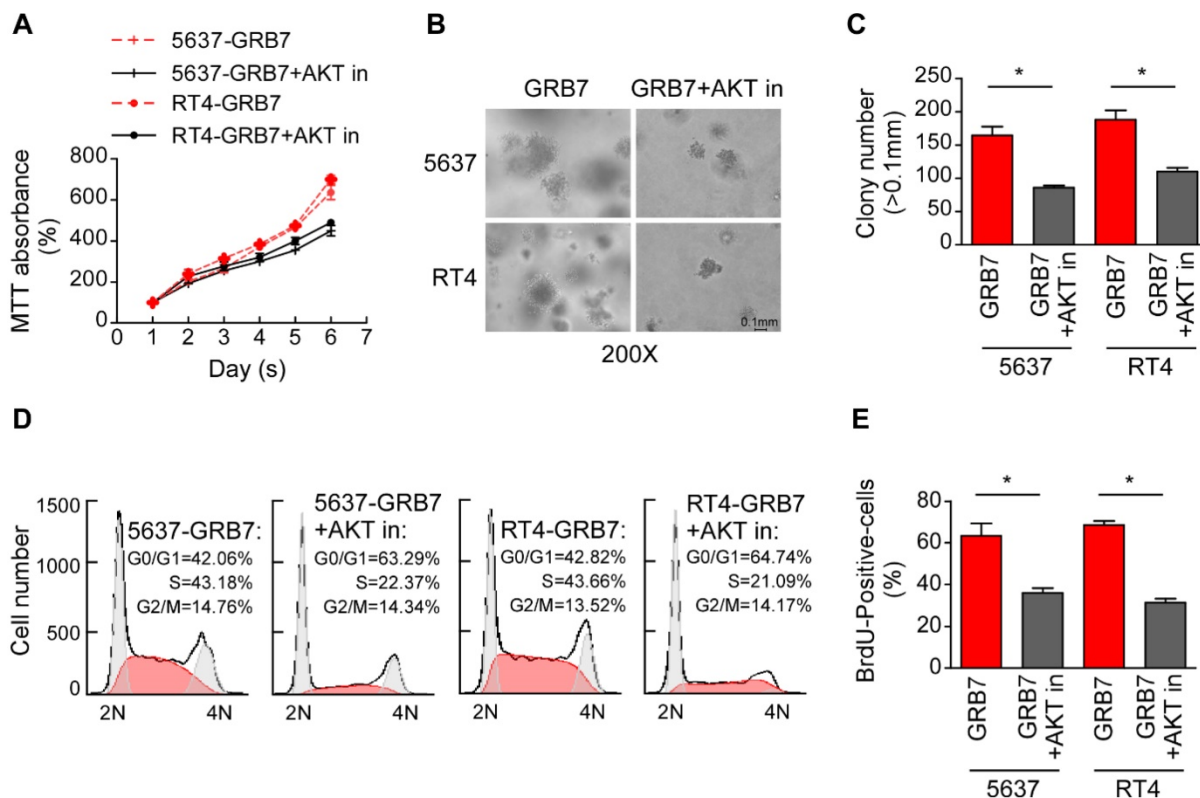 A
5637-GRB7
5637-GRB7+AKT in
RT4-GRB7
RT4-GRB7+AKT in
MTT absorbance
(%)
800
600
400
200
0
0 1 2 3 4 5 6 7
Day (s)
B
GRB7 GRB7+AKT in
5637
RT4
0.1mm
200X
C
Clony number
(>0.1mm)
250
200
150
100
50
0
* *
GRB7
GRB7
+AKT in
GRB7
GRB7
+AKT in
5637 RT4
D
Cell number
1500
1000
500
0
5637-GRB7:
G0/G1=42.06%
S=43.18%
G2/M=14.76%
2N 4N
5637-GRB7
+AKT in:
G0/G1=63.29%
S=22.37%
G2/M=14.34%
2N 4N
RT4-GRB7:
G0/G1=42.82%
S=43.66%
G2/M=13.52%
2N 4N
RT4-GRB7
+AKT in:
G0/G1=64.74%
S=21.09%
G2/M=14.17%
2N 4N
E
BrdU-Positive-cells
(%)
80
60
40
20
0
* *
GRB7
GRB7
+AKT in
GRB7
GRB7
+AKT in
5637 RT4